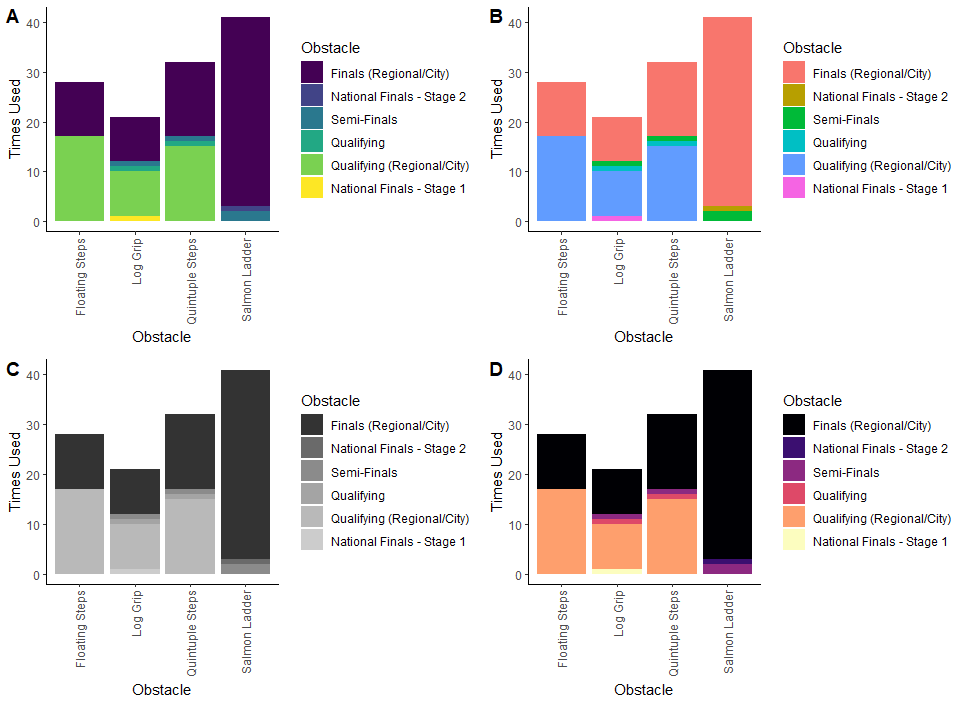 A
Times Used
40
30
20
10
0
Floating Steps
Log Grip
Quintuple Steps
Salmon Ladder
Obstacle
Obstacle
Finals (Regional/City)
National Finals - Stage 2
Semi-Finals
Qualifying
Qualifying (Regional/City)
National Finals - Stage 1
B
Times Used
40
30
20
10
0
Floating Steps
Log Grip
Quintuple Steps
Salmon Ladder
Obstacle
Obstacle
Finals (Regional/City)
National Finals - Stage 2
Semi-Finals
Qualifying
Qualifying (Regional/City)
National Finals - Stage 1
C
Times Used
40
30
20
10
0
Floating Steps
Log Grip
Quintuple Steps
Salmon Ladder
Obstacle
Obstacle
Finals (Regional/City)
National Finals - Stage 2
Semi-Finals
Qualifying
Qualifying (Regional/City)
National Finals - Stage 1
D
Times Used
40
30
20
10
0
Floating Steps
Log Grip
Quintuple Steps
Salmon Ladder
Obstacle
Obstacle
Finals (Regional/City)
National Finals - Stage 2
Semi-Finals
Qualifying
Qualifying (Regional/City)
National Finals - Stage 1